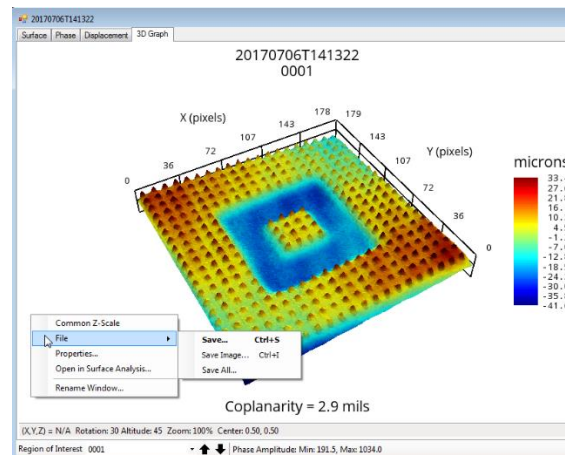 20170706T141322
Surface Phase Displacement 3D Graph
20170706T141322
0001
X (pixels)
0 36 72 107 143 178
179 143 107 72 36 0
Y (pixels)
microns
Common Z-Scale
File
Properties...
Open in Surface Analysis...
Rename Window...
Save... Ctrl+S
Save Image... Ctrl+I
Save All...
Coplanarity = 2.9 mils
(X,Y,Z) = N/A Rotation: 30 Altitude: 45 Zoom: 100% Center: 0.50, 0.50
Region of Interest 0001 Phase Amplitude: Min: 191.5, Max: 1034.0